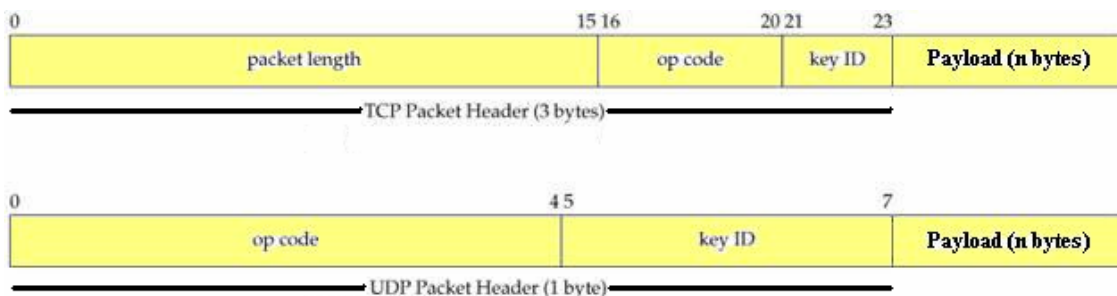 0 15 16 20 21 23
packet length op code key ID Payload (n bytes)
TCP Packet Header (3 bytes)
0 4 5 7
op code key ID Payload (n bytes)
UDP Packet Header (1 byte)